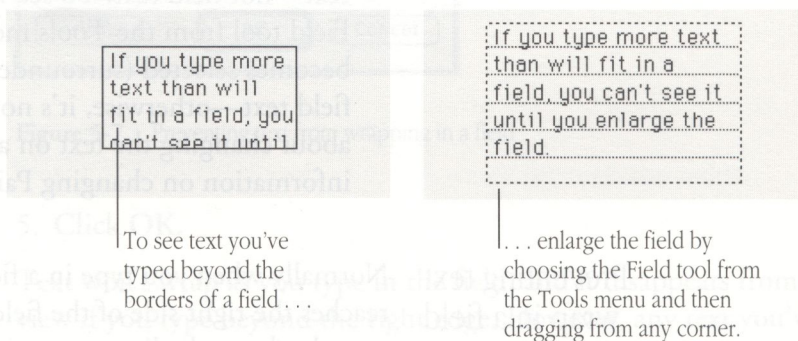 If you type more
text than will
fit in a field, you
can't see it until
To see text you've
typed beyond the
borders of a field . . .
If you type more text
than will fit in a
field, you can't see it
until you enlarge the
field.
. . . enlarge the field by
choosing the Field tool from
the Tools menu and then
dragging from any corner.